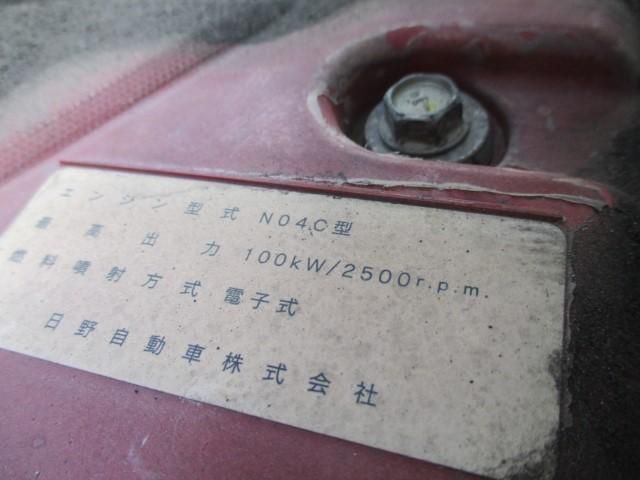 エンジン型式 N04C型
最高出力 100kW/2500r.p.m.
燃料噴射方式 電子式
日野自動車株式会社